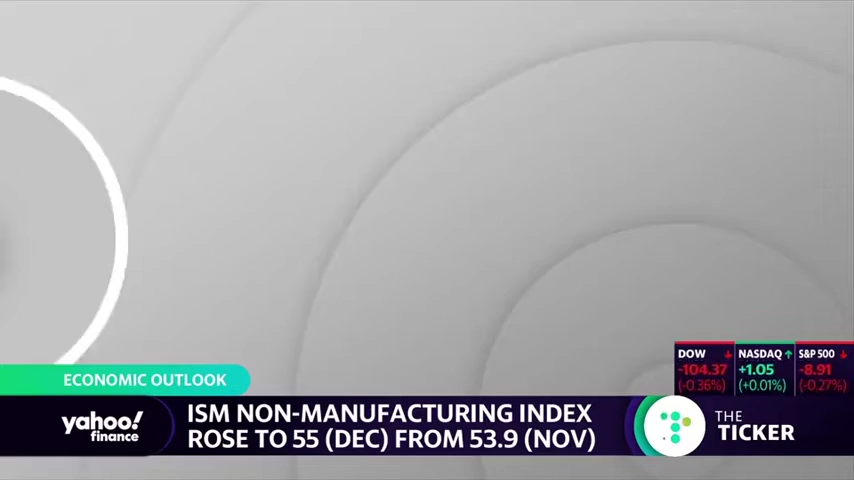 DOW
-104.37
(-0.36%)
NASDAQ
+1.05
(+0.01%)
S&P 500
-8.91
(-0.27%)
ECONOMIC OUTLOOK
yahoo!
finance
ISM NON-MANUFACTURING INDEX
ROSE TO 55 (DEC) FROM 53.9 (NOV)
THE
TICKER